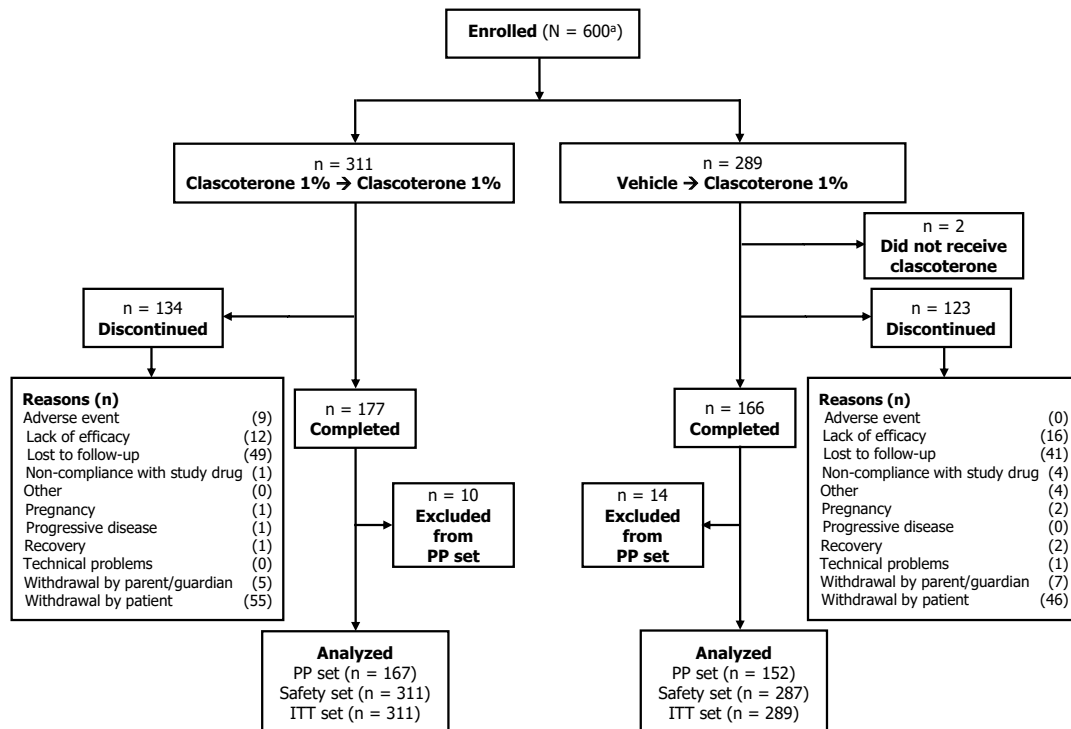 Enrolled (N = 600ª)
n = 311
Clascoterone 1% → Clascoterone 1%
n = 289
Vehicle → Clascoterone 1%
n = 2
Did not receive
clascoterone
n = 134
Discontinued
n = 123
Discontinued
Reasons (n)
Adverse event (9)
Lack of efficacy (12)
Lost to follow-up (49)
Non-compliance with study drug (1)
Other (0)
Pregnancy (1)
Progressive disease (1)
Recovery (1)
Technical problems (0)
Withdrawal by parent/guardian (5)
Withdrawal by patient (55)
n = 177
Completed
n = 166
Completed
Reasons (n)
Adverse event (0)
Lack of efficacy (16)
Lost to follow-up (41)
Non-compliance with study drug (4)
Other (4)
Pregnancy (2)
Progressive disease (0)
Recovery (2)
Technical problems (1)
Withdrawal by parent/guardian (7)
Withdrawal by patient (46)
n = 10
Excluded
from
PP set
n = 14
Excluded
from
PP set
Analyzed
PP set (n = 167)
Safety set (n = 311)
ITT set (n = 311)
Analyzed
PP set (n = 152)
Safety set (n = 287)
ITT set (n = 289)